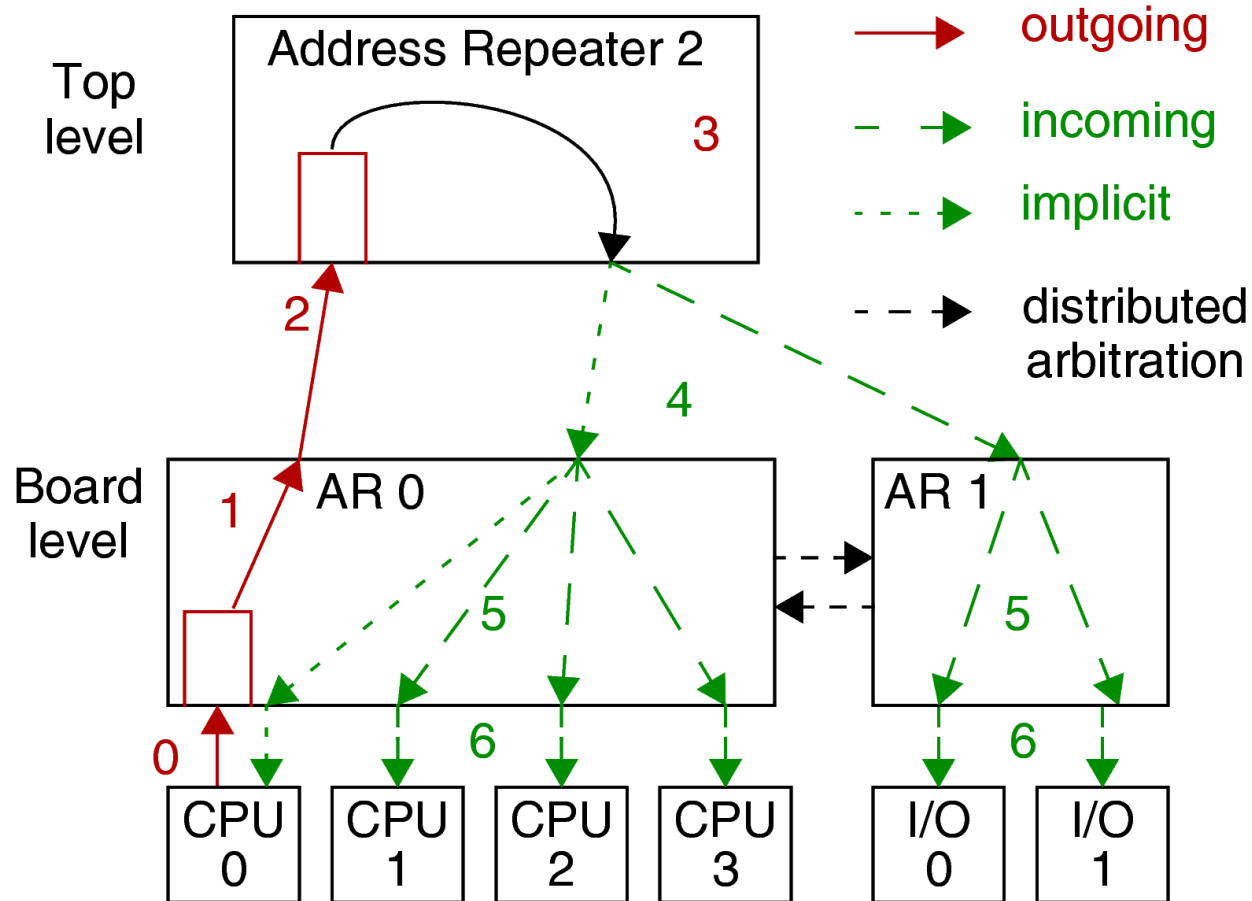 Address Repeater 2
outgoing
Top
level
3
incoming
implicit
2
distributed
arbitration
4
Board
level
1
AR 0
AR 1
5
5
0
6
6
CPU
0
CPU
1
CPU
2
CPU
3
I/O
0
I/O
1